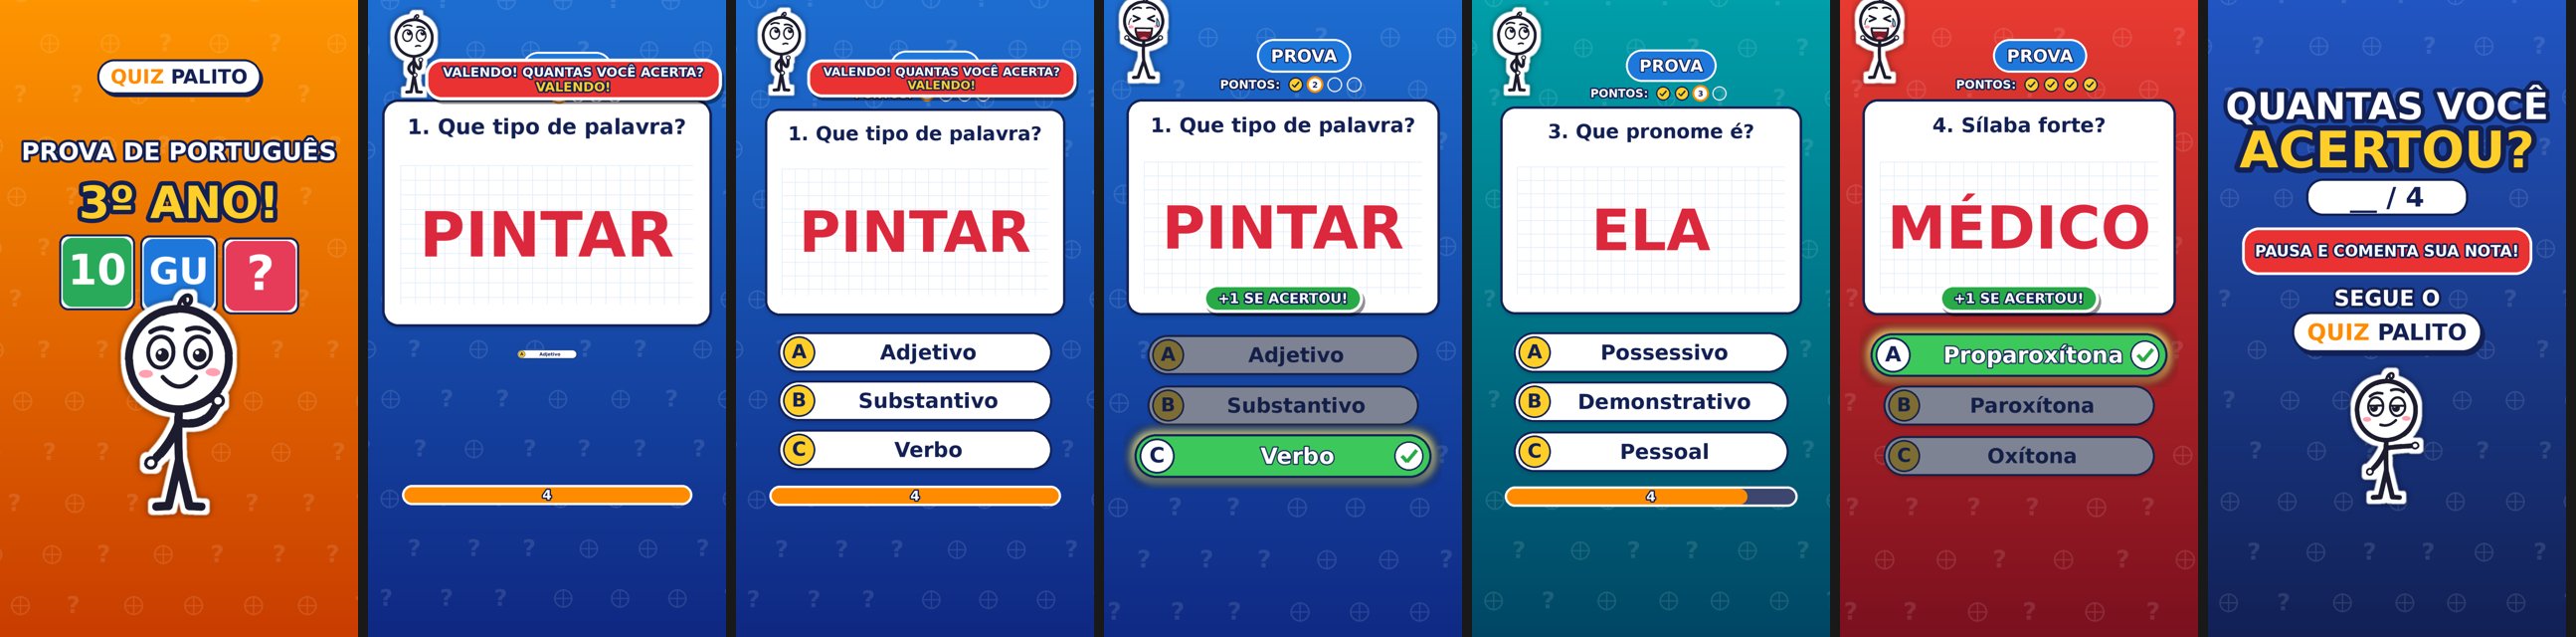 QUIZ PALITO
PROVA DE PORTUGUÊS
3º ANO!
10 GU ?
VALENDO! QUANTAS VOCÊ ACERTA?
VALENDO!
1. Que tipo de palavra?
PINTAR
A Adjetivo
4
VALENDO! QUANTAS VOCÊ ACERTA?
VALENDO!
1. Que tipo de palavra?
PINTAR
A Adjetivo
B Substantivo
C Verbo
4
PROVA
PONTOS: 2
1. Que tipo de palavra?
PINTAR
+1 SE ACERTOU!
A Adjetivo
B Substantivo
C Verbo
PROVA
PONTOS: 3
3. Que pronome é?
ELA
A Possessivo
B Demonstrativo
C Pessoal
4
PROVA
PONTOS:
4. Sílaba forte?
MÉDICO
+1 SE ACERTOU!
A Proparoxítona
B Paroxítona
C Oxítona
QUANTAS VOCÊ
ACERTOU?
__ / 4
PAUSA E COMENTA SUA NOTA!
SEGUE O
QUIZ PALITO